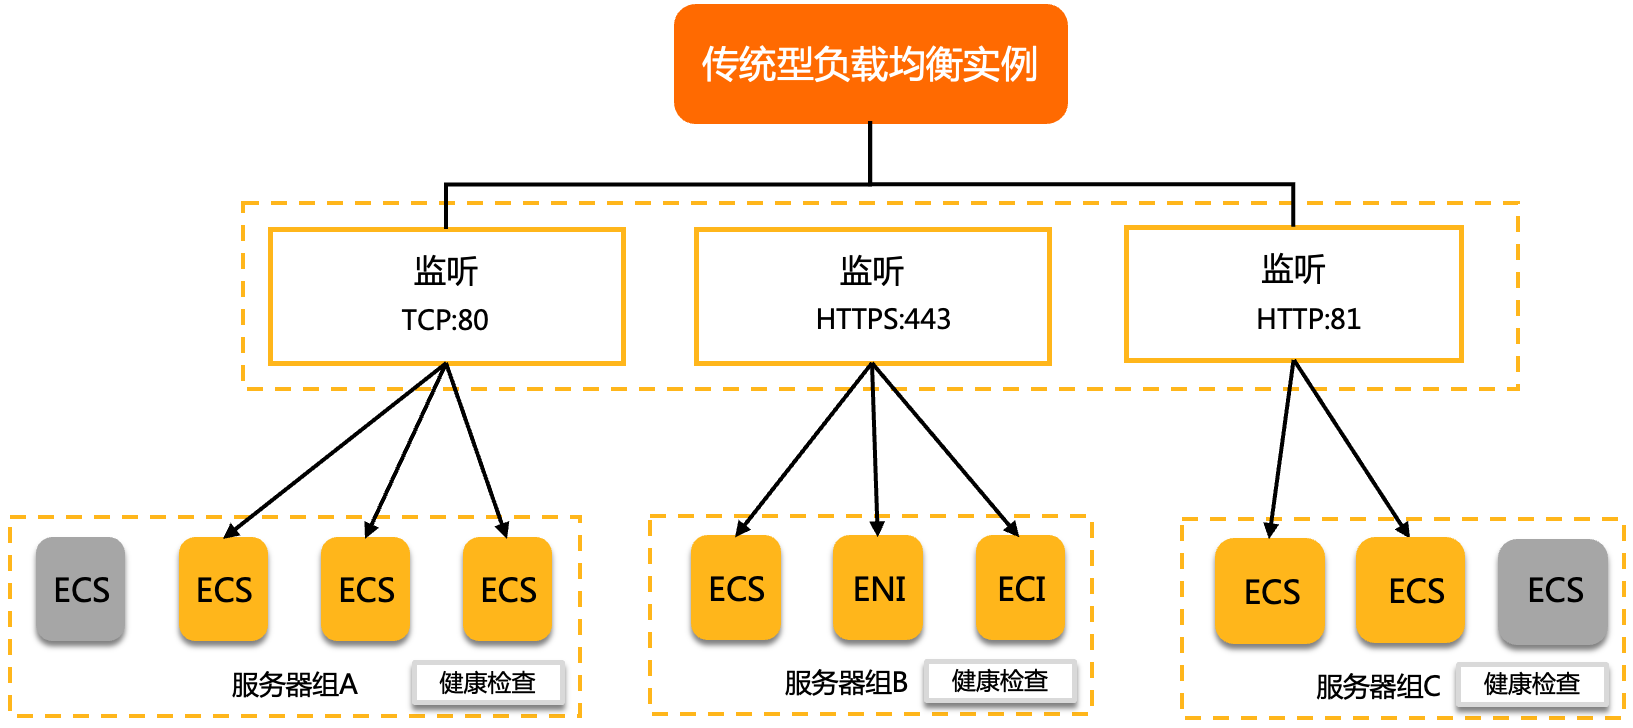 传统型负载均衡实例
监听
TCP:80
监听
HTTPS:443
监听
HTTP:81
ECS
ECS
ECS
ECS
服务器组A
健康检查
ECS
ENI
ECI
服务器组B
健康检查
ECS
ECS
ECS
服务器组C
健康检查